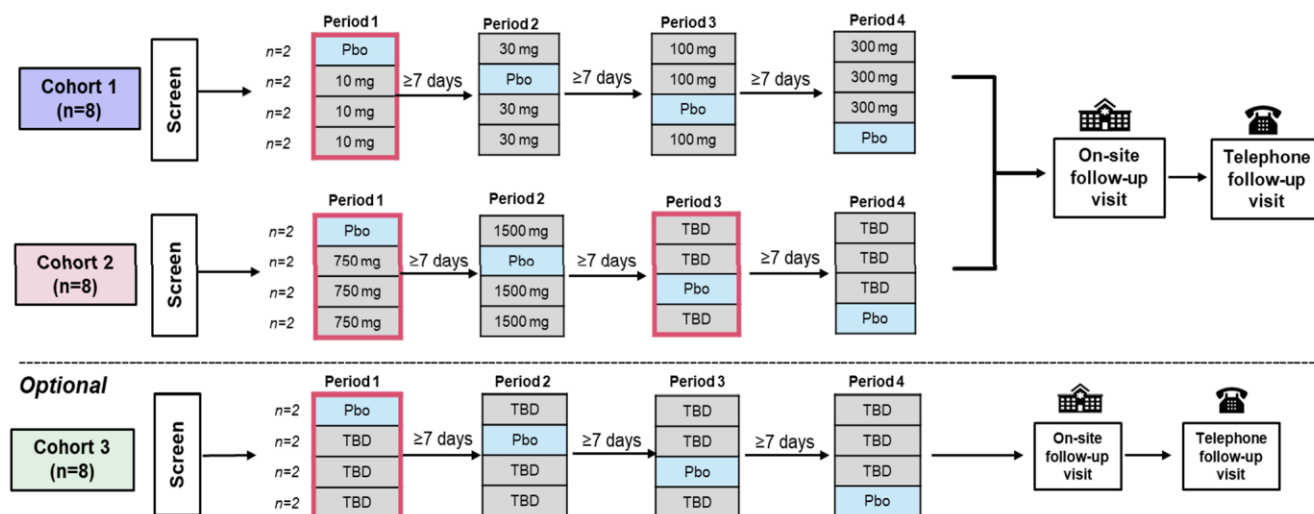 Period 1
Period 2
Period 3
Period 4
Cohort 1
(n=8)
Screen
n=2
n=2
n=2
n=2
Pbo
10 mg
10 mg
10 mg
≥7 days
30 mg
Pbo
30 mg
30 mg
≥7 days
100 mg
100 mg
Pbo
100 mg
≥7 days
300 mg
300 mg
300 mg
Pbo
On-site
follow-up
visit
Telephone
follow-up
visit
Period 1
Period 2
Period 3
Period 4
Cohort 2
(n=8)
Screen
n=2
n=2
n=2
n=2
Pbo
750 mg
750 mg
750 mg
≥7 days
1500 mg
Pbo
1500 mg
1500 mg
≥7 days
TBD
TBD
Pbo
TBD
≥7 days
TBD
TBD
TBD
Pbo
Optional
Period 1
Period 2
Period 3
Period 4
Cohort 3
(n=8)
Screen
n=2
n=2
n=2
n=2
Pbo
TBD
TBD
TBD
≥7 days
TBD
Pbo
TBD
TBD
≥7 days
TBD
TBD
Pbo
TBD
≥7 days
TBD
TBD
TBD
Pbo
On-site
follow-up
visit
Telephone
follow-up
visit